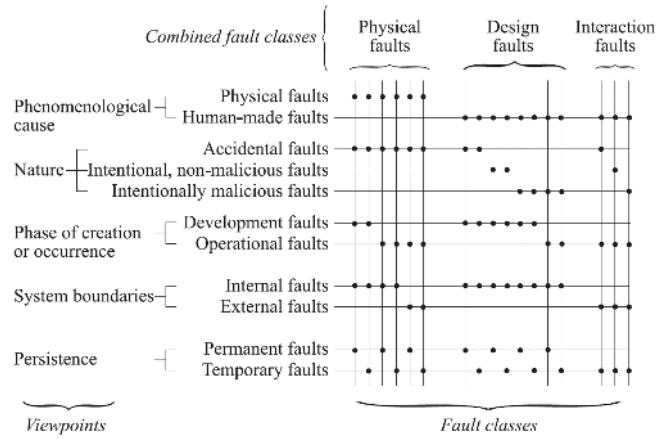 Combined fault classes
Physical faults
Design faults
Interaction faults
Phenomenological cause
Physical faults
Human-made faults
Nature
Accidental faults
Intentional, non-malicious faults
Intentionally malicious faults
Phase of creation or occurrence
Development faults
Operational faults
System boundaries
Internal faults
External faults
Persistence
Permanent faults
Temporary faults
Viewpoints
Fault classes